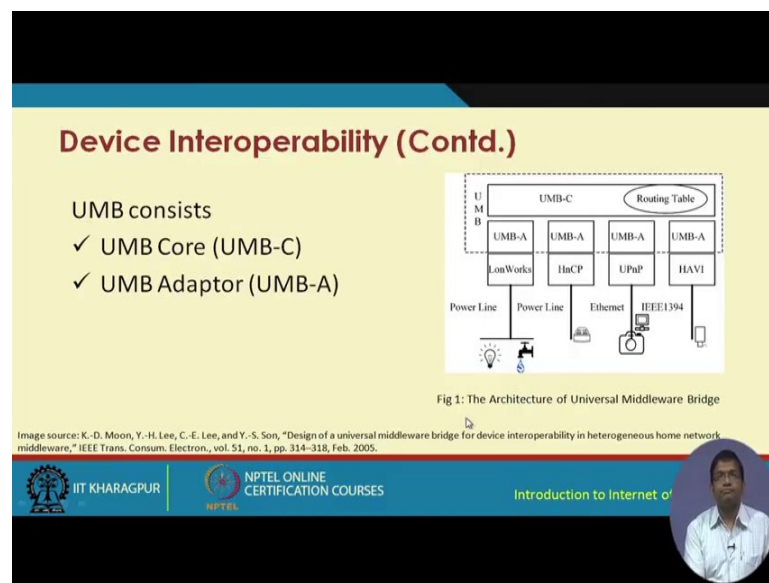 Device Interoperability (Contd.)
UMB consists
✓ UMB Core (UMB-C)
✓ UMB Adaptor (UMB-A)
U
M
B
UMB-C
Routing Table
UMB-A UMB-A UMB-A UMB-A
LonWorks HnCP UPnP HAVI
Power Line Power Line Ethernet IEEE1394
Fig 1: The Architecture of Universal Middleware Bridge
Image source: K.-D. Moon, Y.-H. Lee, C.-E. Lee, and Y.-S. Son, "Design of a universal middleware bridge for device interoperability in heterogeneous home network
middleware," IEEE Trans. Consum. Electron., vol. 51, no. 1, pp. 314–318, Feb. 2005.
IIT KHARAGPUR
NPTEL
NPTEL ONLINE
CERTIFICATION COURSES
Introduction to Internet of